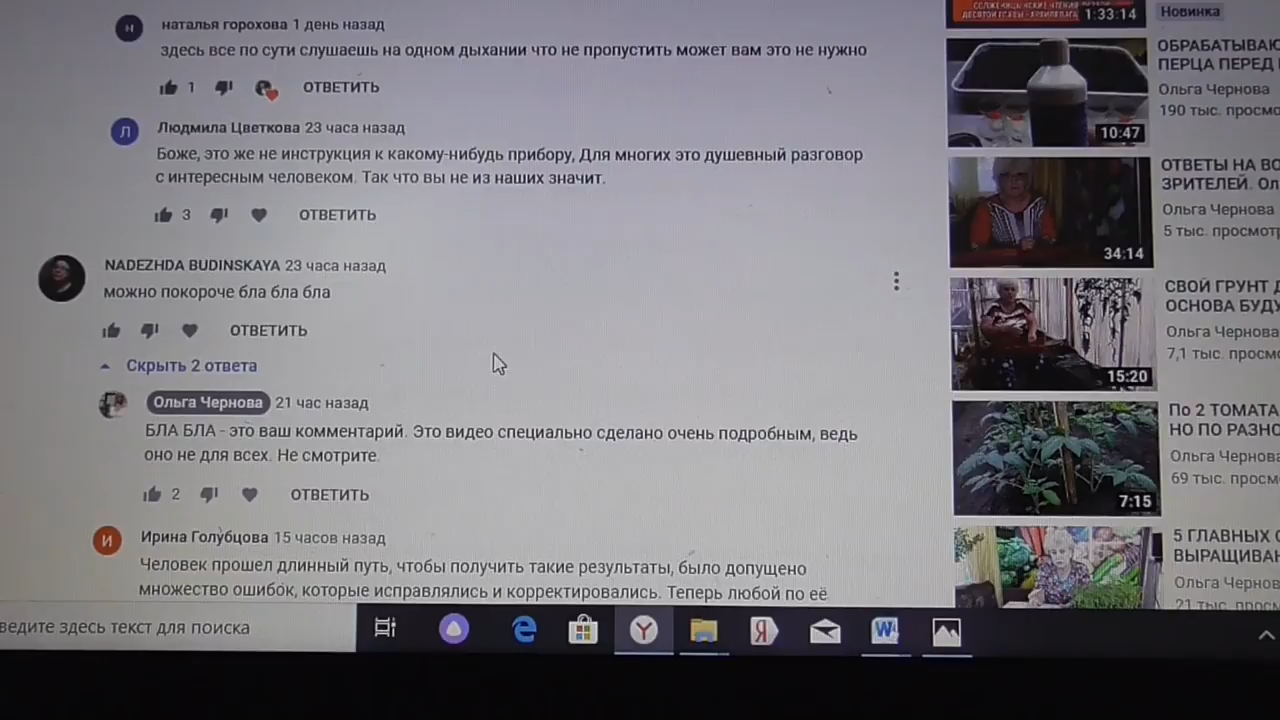 наталья горохова 1 день назад
здесь все по сути слушаешь на одном дыхании что не пропустить может вам это не нужно
1 ОТВЕТИТЬ
Л
Людмила Цветкова 23 часа назад
Боже, это же не инструкция к какому-нибудь прибору, Для многих это душевный разговор
с интересным человеком. Так что вы не из наших значит.
3 ОТВЕТИТЬ
NADEZHDA BUDINSKAYA 23 часа назад
можно покороче бла бла бла
ОТВЕТИТЬ
Скрыть 2 ответа
Ольга Чернова 21 час назад
БЛА БЛА - это ваш комментарий. Это видео специально сделано очень подробным, ведь
оно не для всех. Не смотрите
2 ОТВЕТИТЬ
И
Ирина Голубцова 15 часов назад
Человек прошел длинный путь, чтобы получить такие результаты, было допущено
множество ошибок, которые исправлялись и корректировались. Теперь любой по её
1:33:14
Новинка
10:47
ОБРАБАТЫВАЮ
ПЕРЦА ПЕРЕД
Ольга Чернова
190 тыс. просмо
34:14
ОТВЕТЫ НА ВО
ЗРИТЕЛЕЙ. Ол
Ольга Чернова
5 тыс. просмотр
15:20
СВОЙ ГРУНТ Д
ОСНОВА БУДУ
Ольга Чернова
7,1 тыс. просмо
7:15
По 2 ТОМАТА
НО ПО РАЗНО
Ольга Чернова
69 тыс. просм
5 ГЛАВНЫХ
ВЫРАЩИВАН
Ольга Чернов
21 тыс. просм
ведите здесь текст для поиска